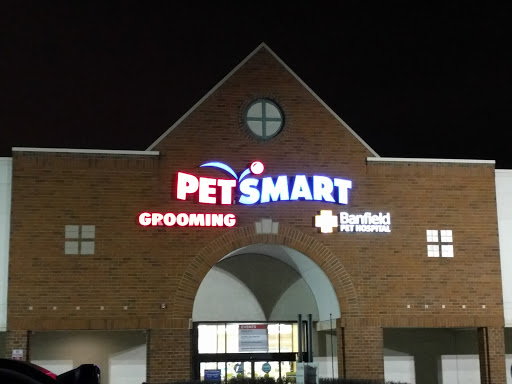 PETSMART
GROOMING
Banfield
PET HOSPITAL